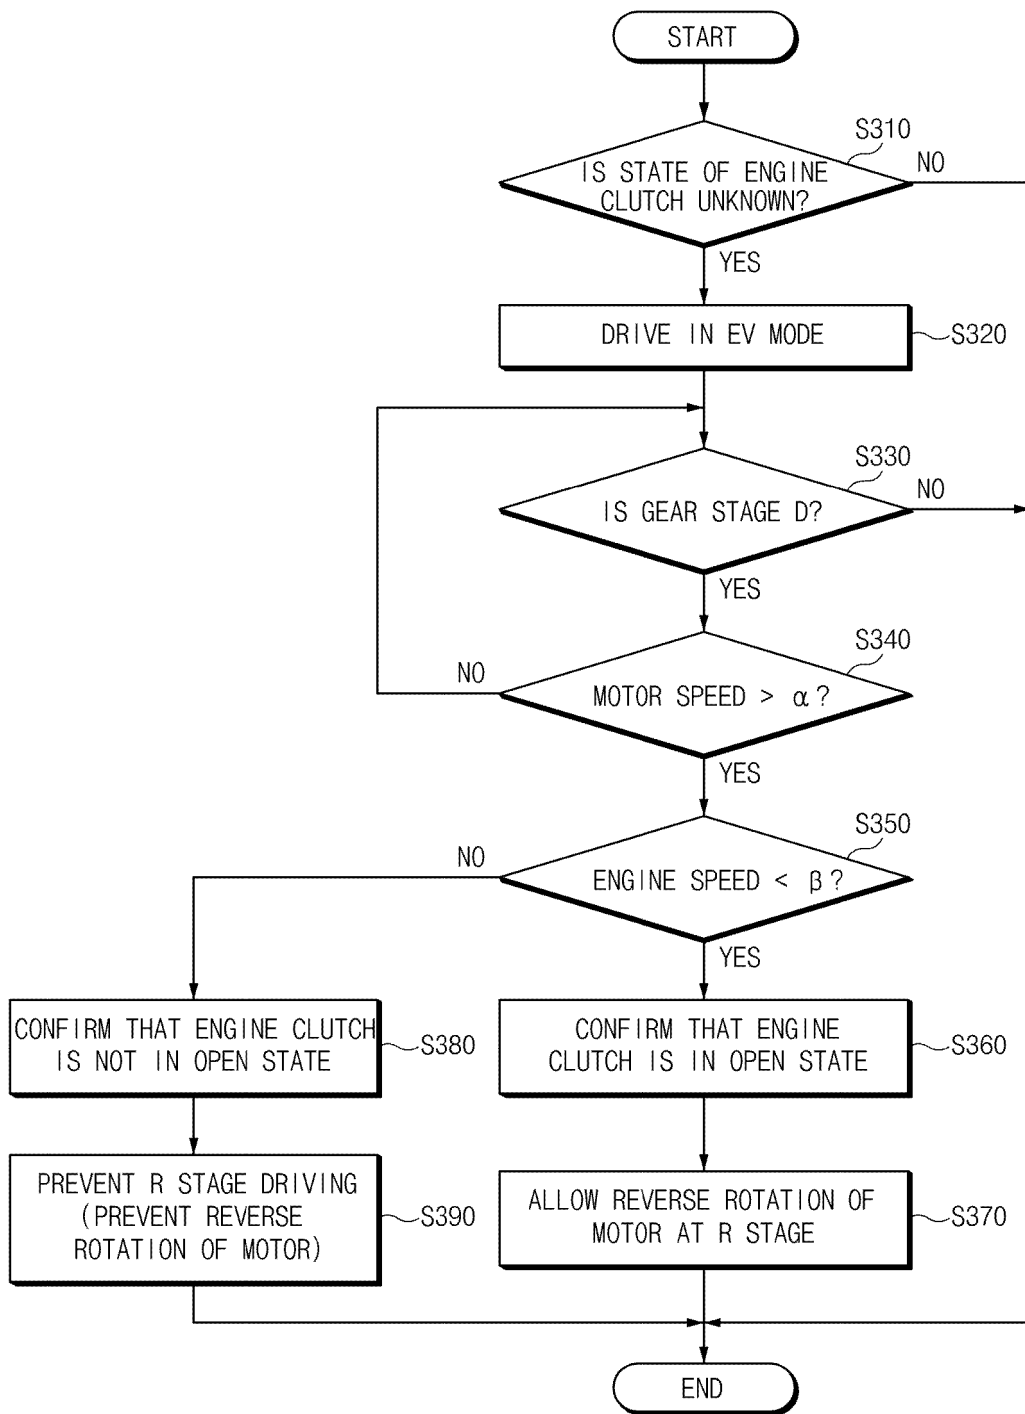 START
S310
NO
IS STATE OF ENGINE
CLUTCH UNKNOWN?
YES
DRIVE IN EV MODE
S320
S330
NO
IS GEAR STAGE D?
YES
S340
NO
MOTOR SPEED > α?
YES
S350
NO
ENGINE SPEED < β?
YES
CONFIRM THAT ENGINE CLUTCH
IS NOT IN OPEN STATE
S380
CONFIRM THAT ENGINE
CLUTCH IS IN OPEN STATE
S360
PREVENT R STAGE DRIVING
(PREVENT REVERSE
ROTATION OF MOTOR)
S390
ALLOW REVERSE ROTATION OF
MOTOR AT R STAGE
S370
END